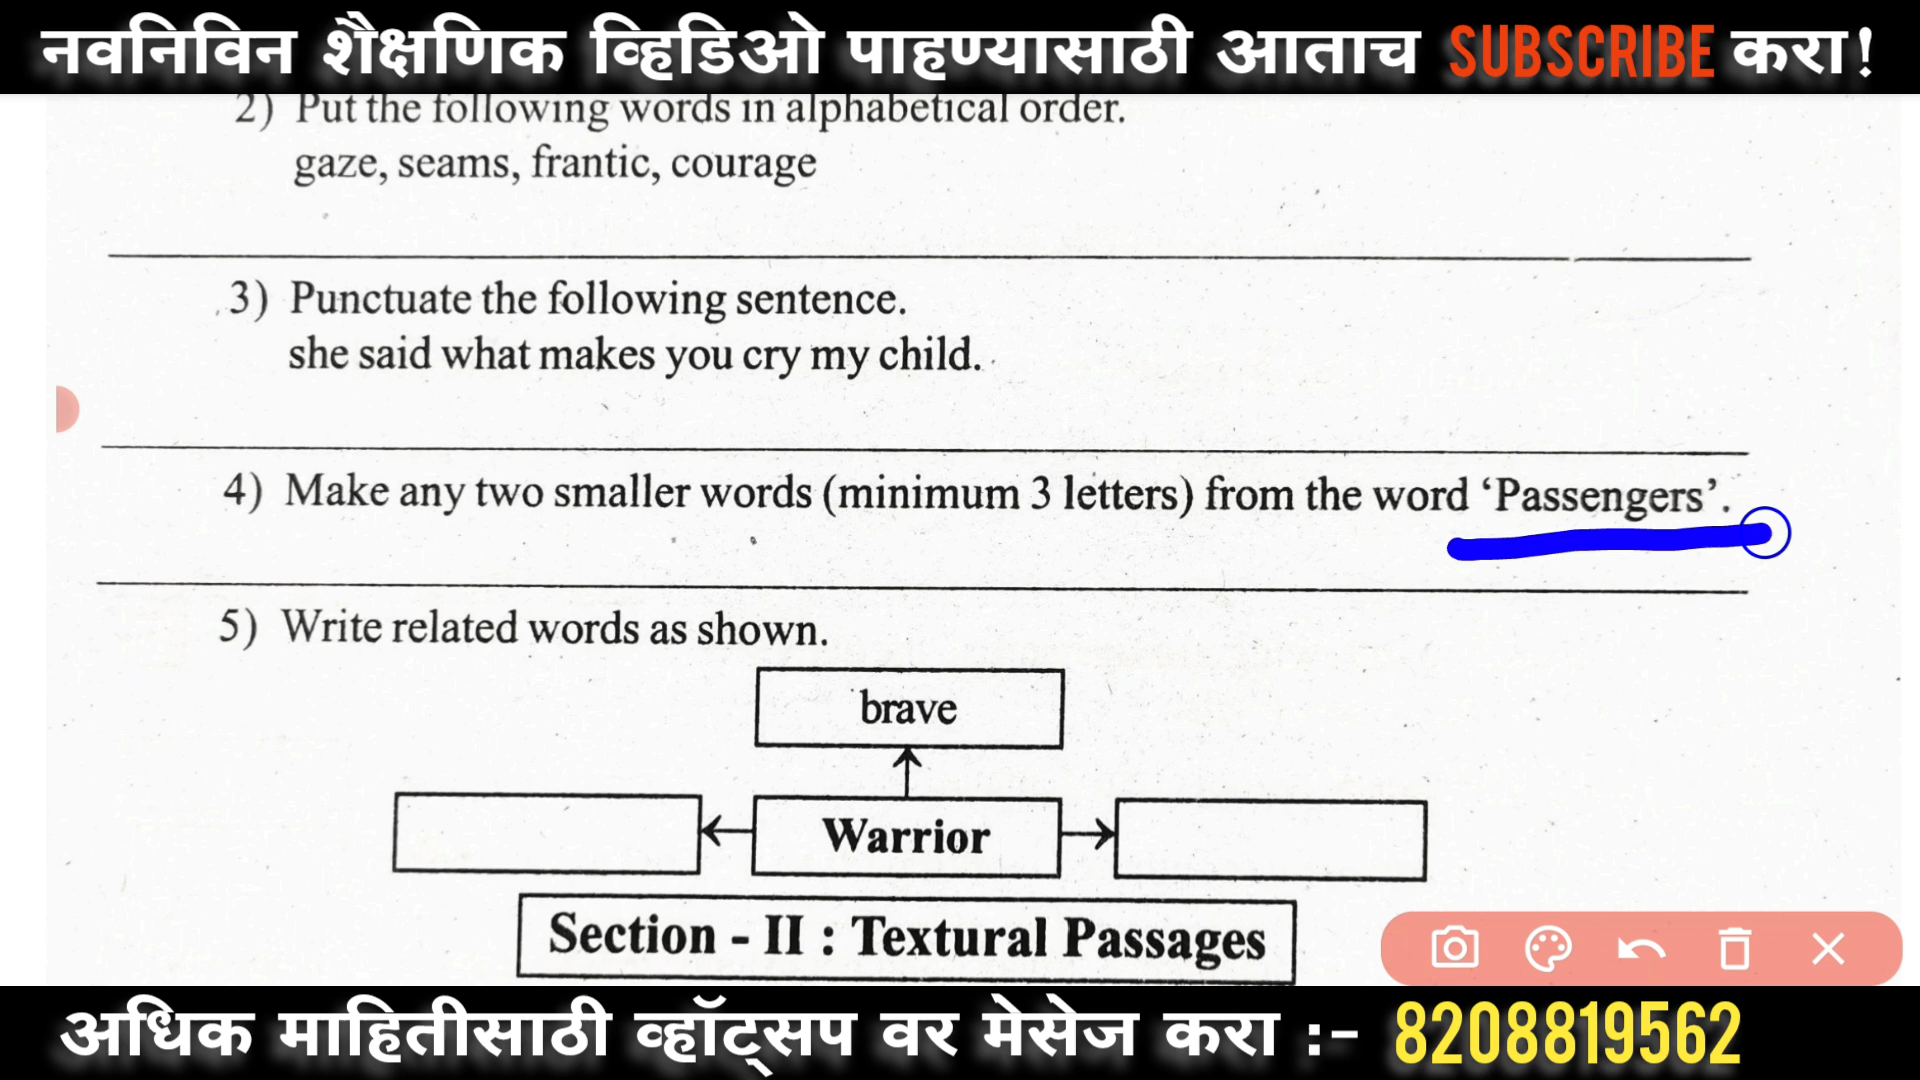 नवनिविन शैक्षणिक व्हिडिओ पाहण्यासाठी आताच SUBSCRIBE करा!
2) Put the following words in alphabetical order.
gaze, seams, frantic, courage
3) Punctuate the following sentence.
she said what makes you cry my child.
4) Make any two smaller words (minimum 3 letters) from the word ‘Passengers’.
5) Write related words as shown.
brave
Warrior
Section - II : Textural Passages
अधिक माहितीसाठी व्हॉट्सप वर मेसेज करा :- 8208819562